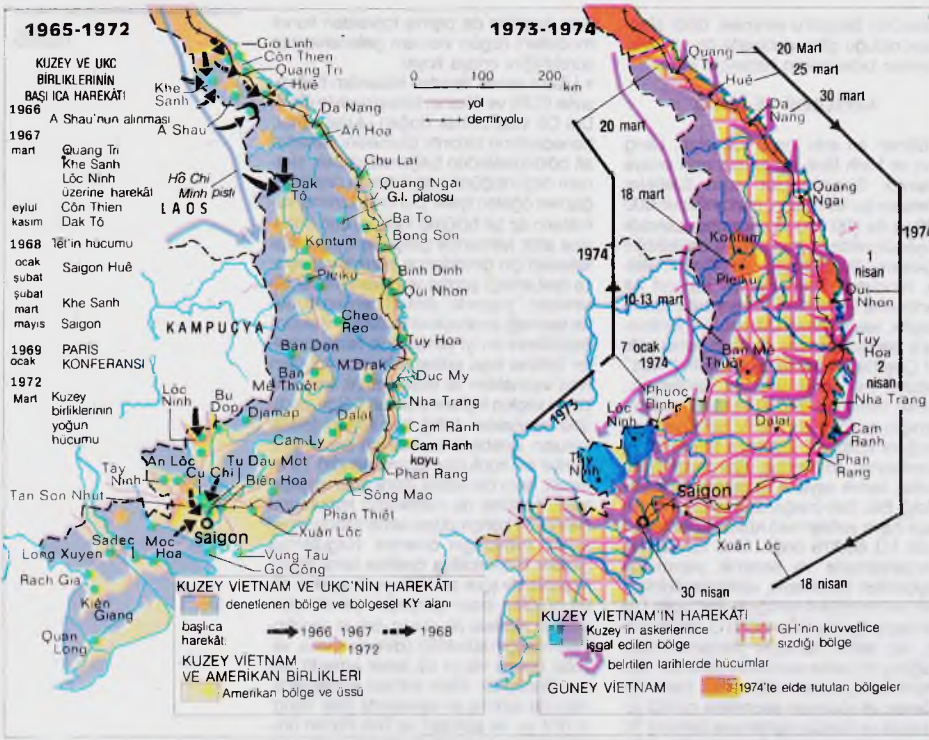 1965-1972
KUZEY VE UKC
BİRLİKLERİNİN
BAŞLICA HAREKÂTI
1966
A Shau'nun alınması
1967
mart
Quang Tri
Khe Sanh
Lôc Ninh
üzerine harekât
eylul Côn Thien
kasım Dak Tô
1968 Têt'in hücumu
ocak
şubat
Saigon Huê
şubat
mart
Khe Sanh
mayıs Saigon
1969
ocak
PARIS
KONFERANSI
1972
Mart
Kuzey
birliklerinin
yoğun
hücumu
Gio Linh
Côn Thien
Quang Tri
Huê
Khe
Sanh
A Shau
Da Nang
An Hoa
Chu Lai
Hô Chi
Minh pisti
Dak
Tô
LAOS
Quang Ngai
G.I. platosu
Ba To
Bong Son
Kontum
Pleiku
Binh Dinh
Qui Nhon
Cheo
Reo
KAMPUÇYA
Tuy Hoa
Ban Don
M'Drak
Ban
Mê Thuôt
Duc My
Lôc
Ninh
Bu
Dop
Djamap
Dalat
Nha Trang
Cam Ly
Cam Ranh
Cam Ranh
koyu
An Lôc
Tu Dau Mot
Tây
Ninh
Cu Chi
Biên Hoa
Phan Rang
Tan Son Nhut
Sông Mao
Phan Thiêt
Xuân Lôc
Saigon
Sadec
Moc
Hoa
Long Xuyen
Vung Tau
Go Công
Rach Gia
Kiên
Giang
Quan
Long
0 200
km
yol
demiryolu
KUZEY VİETNAM VE UKC'NİN HAREKÂTI
denetlenen bölge ve bölgesel KY alanı
başlıca
harekât
1966 1967 1968
1972
KUZEY VİETNAM
VE AMERİKAN BİRLİKLERİ
Amerikan bölge ve üssü
1973-1974
Quang
Tri
Huê
20 Mart
25 mart
30 mart
Da
Nang
20 mart
Quang
Ngai
18 mart
1974
1974
Kontum
Pleiku
1
nisan
Qui
Nhon
10-13 mart
7 ocak
1974
Ban Mê
Thuôt
Tuy
Hoa
2
nisan
Nha Trang
Phuoc
Binh
1973
Lôc
Ninh
Dalat
Cam
Ranh
Tây
Ninh
Phan
Rang
Saigon
Xuân Lôc
18 nisan
30 nisan
KUZEY VİETNAM'IN HAREKÂTI
Kuzey'in askerlerince
işgal edilen bölge
GH'nin kuvvetlice
sızdığı bölge
belirtilen tarihlerde hücumlar
GÜNEY VİETNAM
1974'te elde tutulan bölgeler